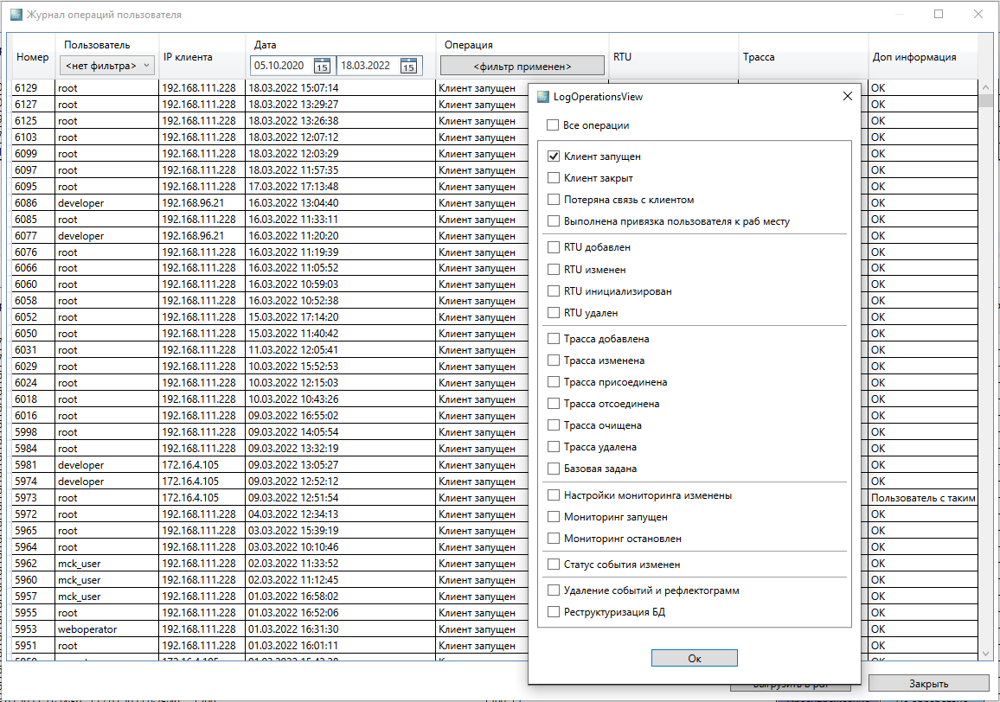 Журнал операций пользователя
Номер Пользователь IP клиента Дата Операция RTU Трасса Доп информация
<нет фильтра> 05.10.2020 15 18.03.2022 15 <фильтр применен>
6129 root 192.168.111.228 18.03.2022 15:07:14 Клиент запущен OK
6127 root 192.168.111.228 18.03.2022 13:29:27 Клиент запущен OK
6125 root 192.168.111.228 18.03.2022 13:26:38 Клиент запущен OK
6103 root 192.168.111.228 18.03.2022 12:07:12 Клиент запущен OK
6099 root 192.168.111.228 18.03.2022 12:03:29 Клиент запущен OK
6097 root 192.168.111.228 18.03.2022 11:57:35 Клиент запущен OK
6095 root 192.168.111.228 17.03.2022 17:13:48 Клиент запущен OK
6086 developer 192.168.96.21 16.03.2022 13:04:40 Клиент запущен OK
6085 root 192.168.111.228 16.03.2022 11:33:11 Клиент запущен OK
6077 developer 192.168.96.21 16.03.2022 11:20:20 Клиент запущен OK
6076 root 192.168.111.228 16.03.2022 11:19:39 Клиент запущен OK
6066 root 192.168.111.228 16.03.2022 11:05:52 Клиент запущен OK
6060 root 192.168.111.228 16.03.2022 10:59:03 Клиент запущен OK
6058 root 192.168.111.228 16.03.2022 10:52:38 Клиент запущен OK
6052 root 192.168.111.228 15.03.2022 17:14:20 Клиент запущен OK
6050 root 192.168.111.228 15.03.2022 11:40:42 Клиент запущен OK
6031 root 192.168.111.228 11.03.2022 12:05:41 Клиент запущен OK
6029 root 192.168.111.228 10.03.2022 15:52:53 Клиент запущен OK
6024 root 192.168.111.228 10.03.2022 12:15:03 Клиент запущен OK
6018 root 192.168.111.228 10.03.2022 10:43:26 Клиент запущен OK
6016 root 192.168.111.228 09.03.2022 16:55:02 Клиент запущен OK
5998 root 192.168.111.228 09.03.2022 14:05:54 Клиент запущен OK
5984 root 192.168.111.228 09.03.2022 13:32:19 Клиент запущен OK
5981 developer 172.16.4.105 09.03.2022 13:05:27 Клиент запущен OK
5974 developer 172.16.4.105 09.03.2022 12:52:12 Клиент запущен OK
5973 root 172.16.4.105 09.03.2022 12:51:54 Клиент запущен Пользователь с таким
5972 root 192.168.111.228 04.03.2022 12:34:13 Клиент запущен OK
5965 root 192.168.111.228 03.03.2022 15:39:19 Клиент запущен OK
5964 root 192.168.111.228 03.03.2022 10:10:46 Клиент запущен OK
5962 mck_user 192.168.111.228 02.03.2022 11:33:52 Клиент запущен OK
5960 mck_user 192.168.111.228 02.03.2022 11:12:45 Клиент запущен OK
5957 mck_user 192.168.111.228 01.03.2022 16:58:02 Клиент запущен OK
5955 root 192.168.111.228 01.03.2022 16:52:06 Клиент запущен OK
5953 weboperator 192.168.111.228 01.03.2022 16:31:30 Клиент запущен OK
5951 root 192.168.111.228 01.03.2022 16:01:11 Клиент запущен OK
LogOperationsView
Все операции
Клиент запущен
Клиент закрыт
Потеряна связь с клиентом
Выполнена привязка пользователя к раб месту
RTU добавлен
RTU изменен
RTU инициализирован
RTU удален
Трасса добавлена
Трасса изменена
Трасса присоединена
Трасса отсоединена
Трасса очищена
Трасса удалена
Базовая задана
Настройки мониторинга изменены
Мониторинг запущен
Мониторинг остановлен
Статус события изменен
Удаление событий и рефлектограмм
Реструктуризация БД
Ок
Закрыть